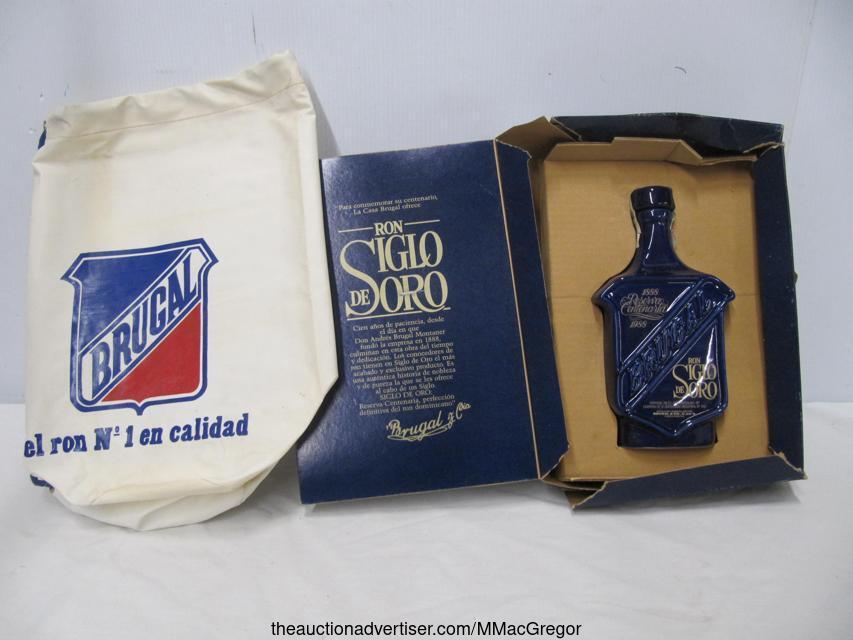 BRUGAL
el ron Nº 1 en calidad
Para conmemorar su centenario,
La Casa Brugal ofrece
RON
SIGLO
DE ORO
Cien años de paciencia, desde
el día en que
Don Andrés Brugal Montaner
fundó la empresa en 1888,
culminan en esta obra del tiempo
y dedicación. Los conocedores de
ron tienen en Siglo de Oro el más
acabado y exclusivo producto. Es
una auténtica historia de nobleza
y de pureza la que se les ofrece
al cabo de un Siglo.
SIGLO DE ORO:
Reserva Centenaria, perfección
definitiva del ron dominicano"
Brugal & Cia
1888
Reserva
Centenaria
1988
BRUGAL
RON
SIGLO
DE ORO
theauctionadvertiser.com/MMacGregor